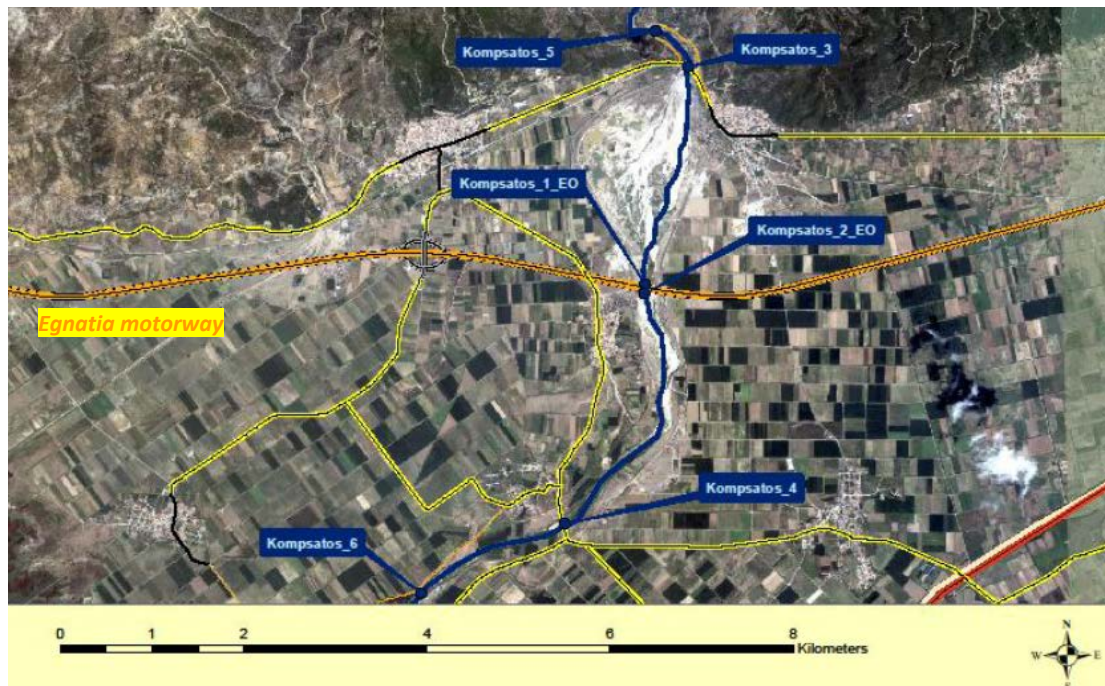 Kompsatos_5
Kompsatos_3
Kompsatos_1_EO
Kompsatos_2_EO
Egnatia motorway
Kompsatos_4
Kompsatos_6
0 1 2 4 6 8 Kilometers
N
W E